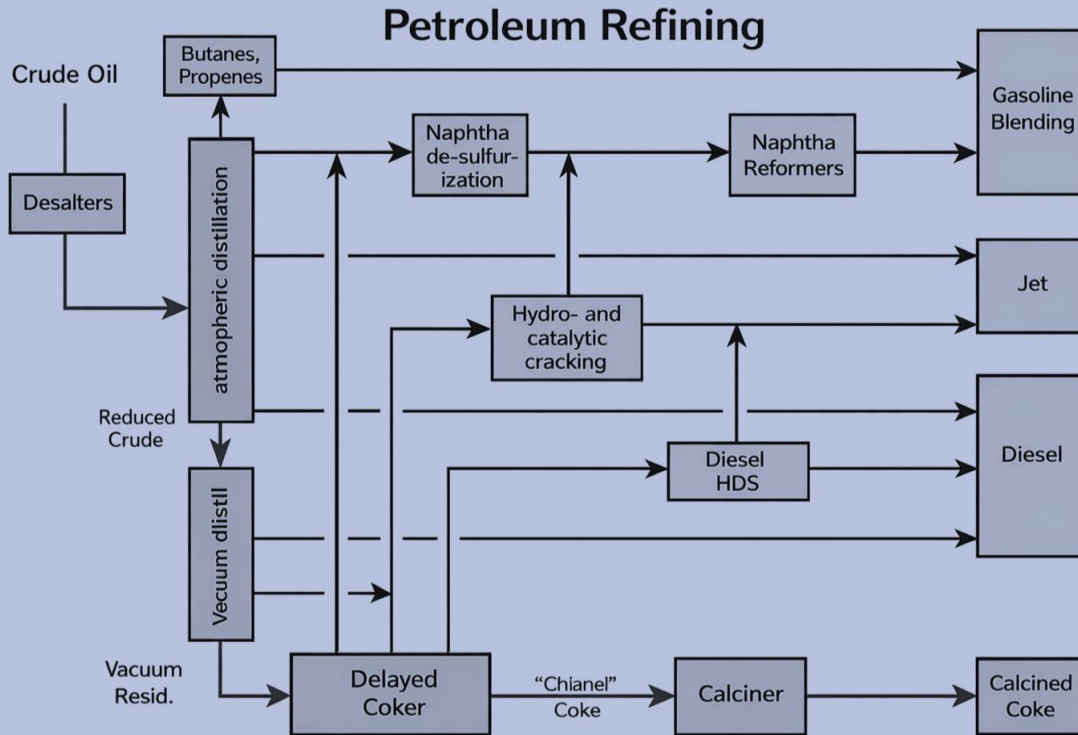 Petroleum Refining
Crude Oil
Butanes,
Propenes
Gasoline
Blending
Naphtha
de-sulfur-
ization
Naphtha
Reformers
Desalters
atmopheric distillation
Jet
Hydro- and
catalytic
cracking
Reduced
Crude
Diesel
HDS
Diesel
Vecuum dlistll
Vacuum
Resid.
Delayed
Coker
"Chianel"
Coke
Calciner
Calcined
Coke